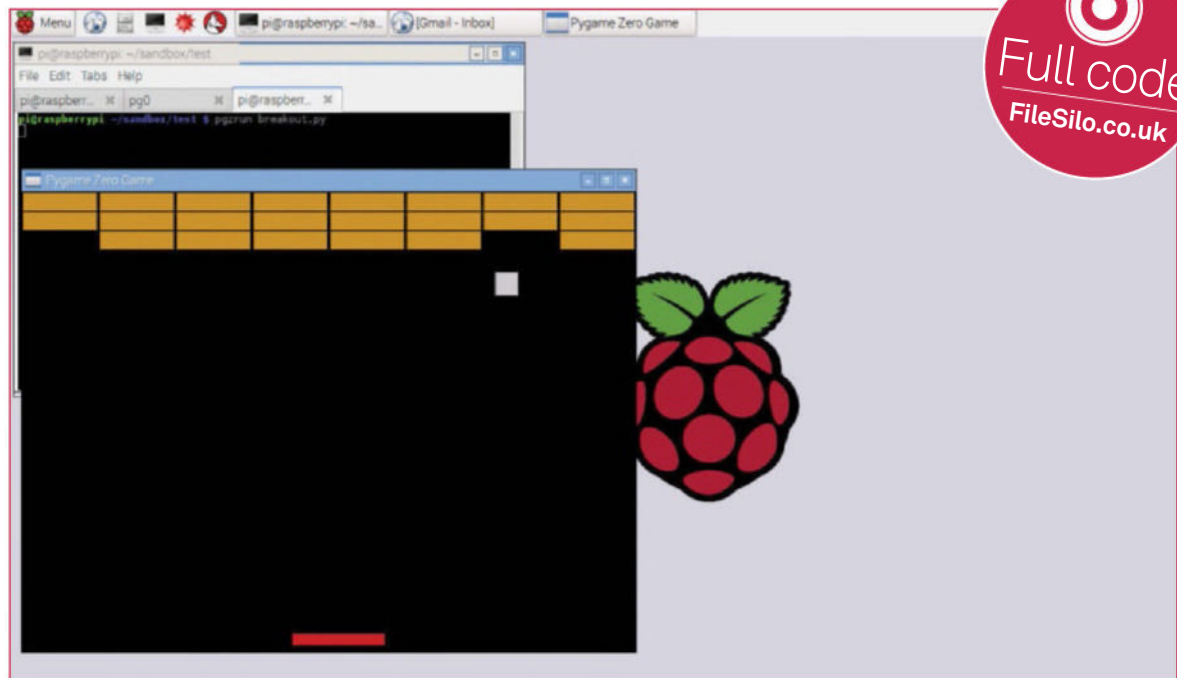 Menu
pi@raspberrypi: ~/sa...
[Gmail - Inbox]
Pygame Zero Game
Full code
FileSilo.co.uk
pi@raspberrypi: ~/sandbox/test
File Edit Tabs Help
pi@raspberr...
pg0
pi@raspberr...
pi@raspberrypi ~/sandbox/test $ pgzrun breakout.py
Pygame Zero Game